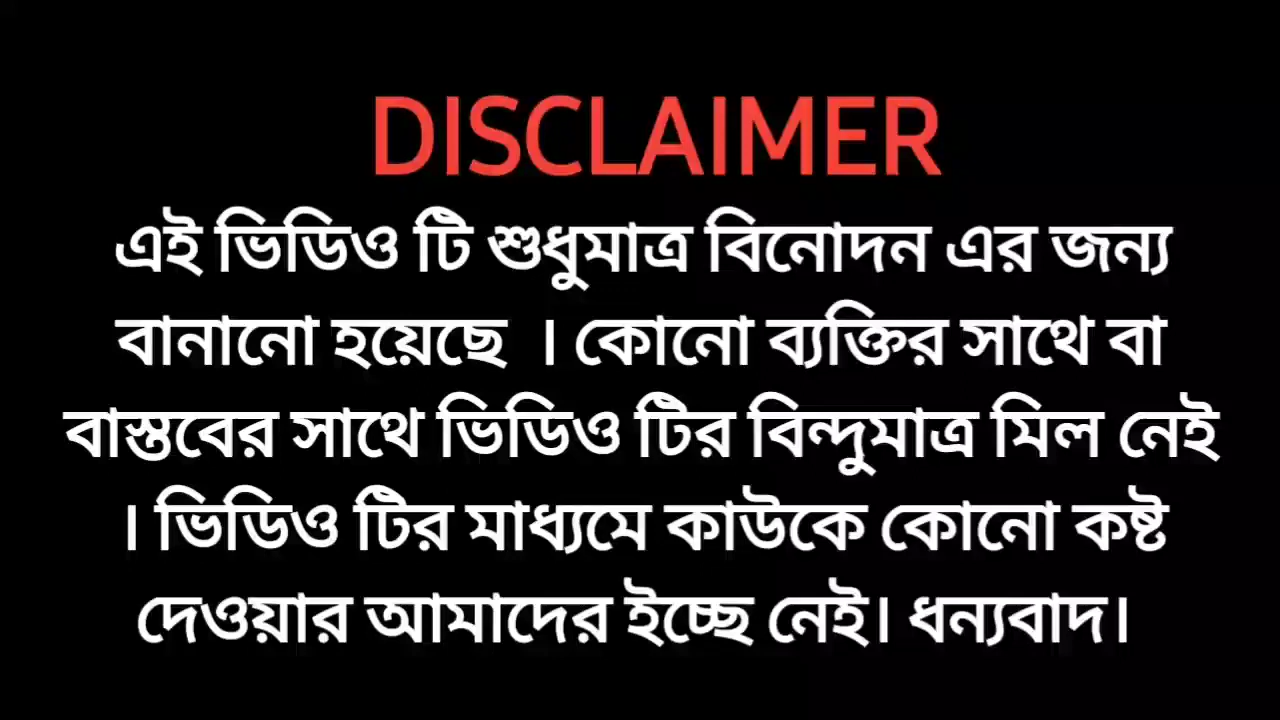 DISCLAIMER
এই ভিডিও টি শুধুমাত্র বিনোদন এর জন্য
বানানো হয়েছে । কোনো ব্যক্তির সাথে বা
বাস্তবের সাথে ভিডিও টির বিন্দুমাত্র মিল নেই
। ভিডিও টির মাধ্যমে কাউকে কোনো কষ্ট
দেওয়ার আমাদের ইচ্ছে নেই। ধন্যবাদ।